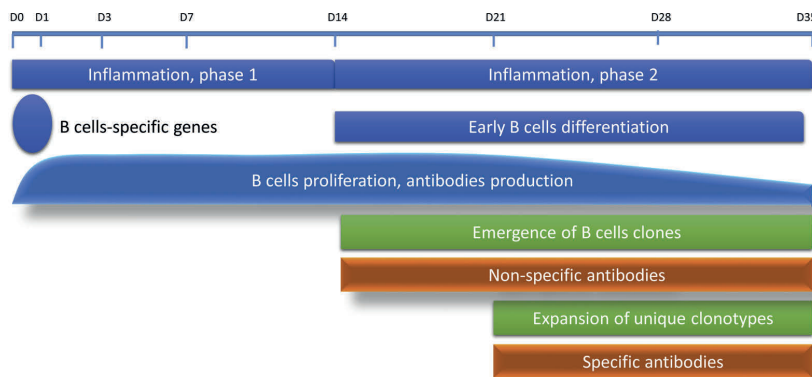 D0 D1 D3 D7 D14 D21 D28 D35
Inflammation, phase 1 Inflammation, phase 2
B cells-specific genes Early B cells differentiation
B cells proliferation, antibodies production
Emergence of B cells clones
Non-specific antibodies
Expansion of unique clonotypes
Specific antibodies